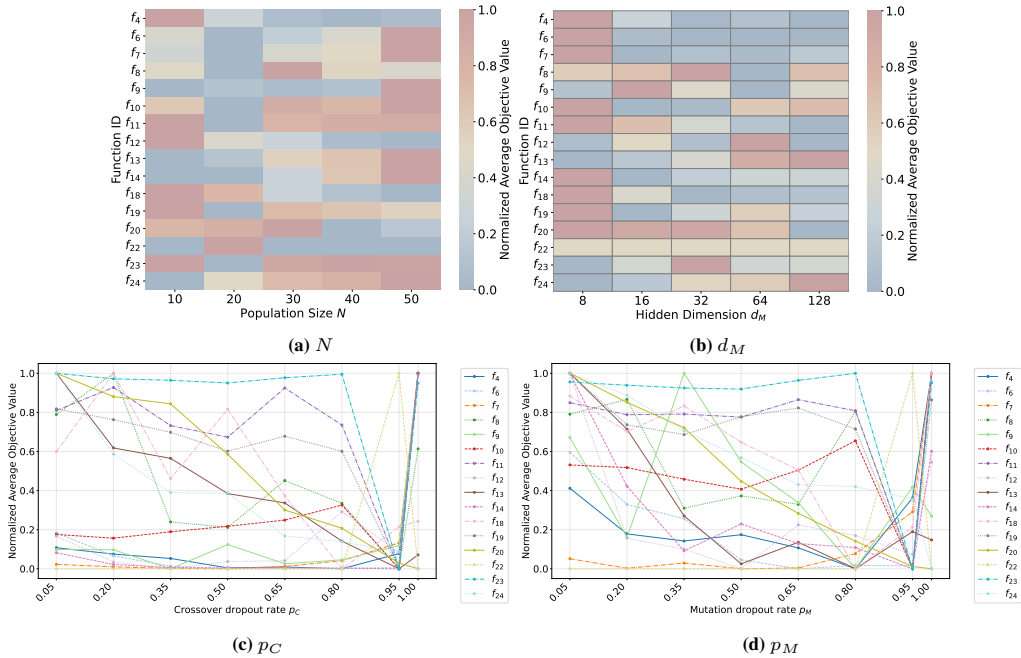 f4
f6
f7
f8
f9
f10
f11
f12
f13
f14
f18
f19
f20
f22
f23
f24
Function ID
10 20 30 40 50
Population Size N
1.0
0.8
0.6
0.4
0.2
0.0
Normalized Average Objective Value
(a) N
f4
f6
f7
f8
f9
f10
f11
f12
f13
f14
f18
f19
f20
f22
f23
f24
Function ID
8 16 32 64 128
Hidden Dimension dM
1.0
0.8
0.6
0.4
0.2
0.0
Normalized Average Objective Value
(b) dM
1.0
0.8
0.6
0.4
0.2
0.0
Normalized Average Objective Value
0.05 0.20 0.35 0.50 0.65 0.80 0.95 1.00
Crossover dropout rate pC
f4
f6
f7
f8
f9
f10
f11
f12
f13
f14
f18
f19
f20
f22
f23
f24
(c) pC
1.0
0.8
0.6
0.4
0.2
0.0
Normalized Average Objective Value
0.05 0.20 0.35 0.50 0.65 0.80 0.95 1.00
Mutation dropout rate pM
f4
f6
f7
f8
f9
f10
f11
f12
f13
f14
f18
f19
f20
f22
f23
f24
(d) pM